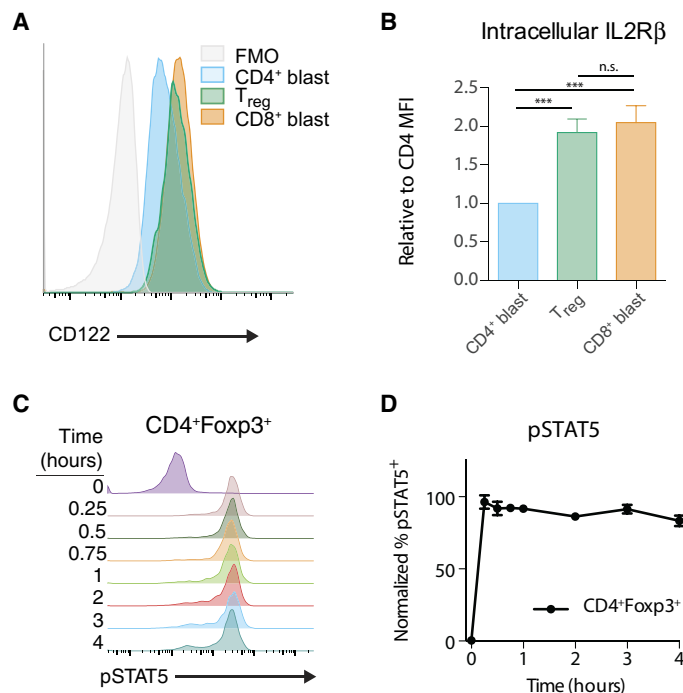 A
FMO
CD4⁺ blast
Treg
CD8⁺ blast
CD122
B
Intracellular IL2Rβ
n.s.
***
***
2.5
2.0
1.5
1.0
0.5
0.0
Relative to CD4 MFI
CD4⁺ blast
Treg
CD8⁺ blast
C
CD4⁺Foxp3⁺
Time
(hours)
0
0.25
0.5
0.75
1
2
3
4
pSTAT5
D
pSTAT5
Normalized % pSTAT5⁺
100
50
0
CD4⁺Foxp3⁺
0 1 2 3 4
Time (hours)